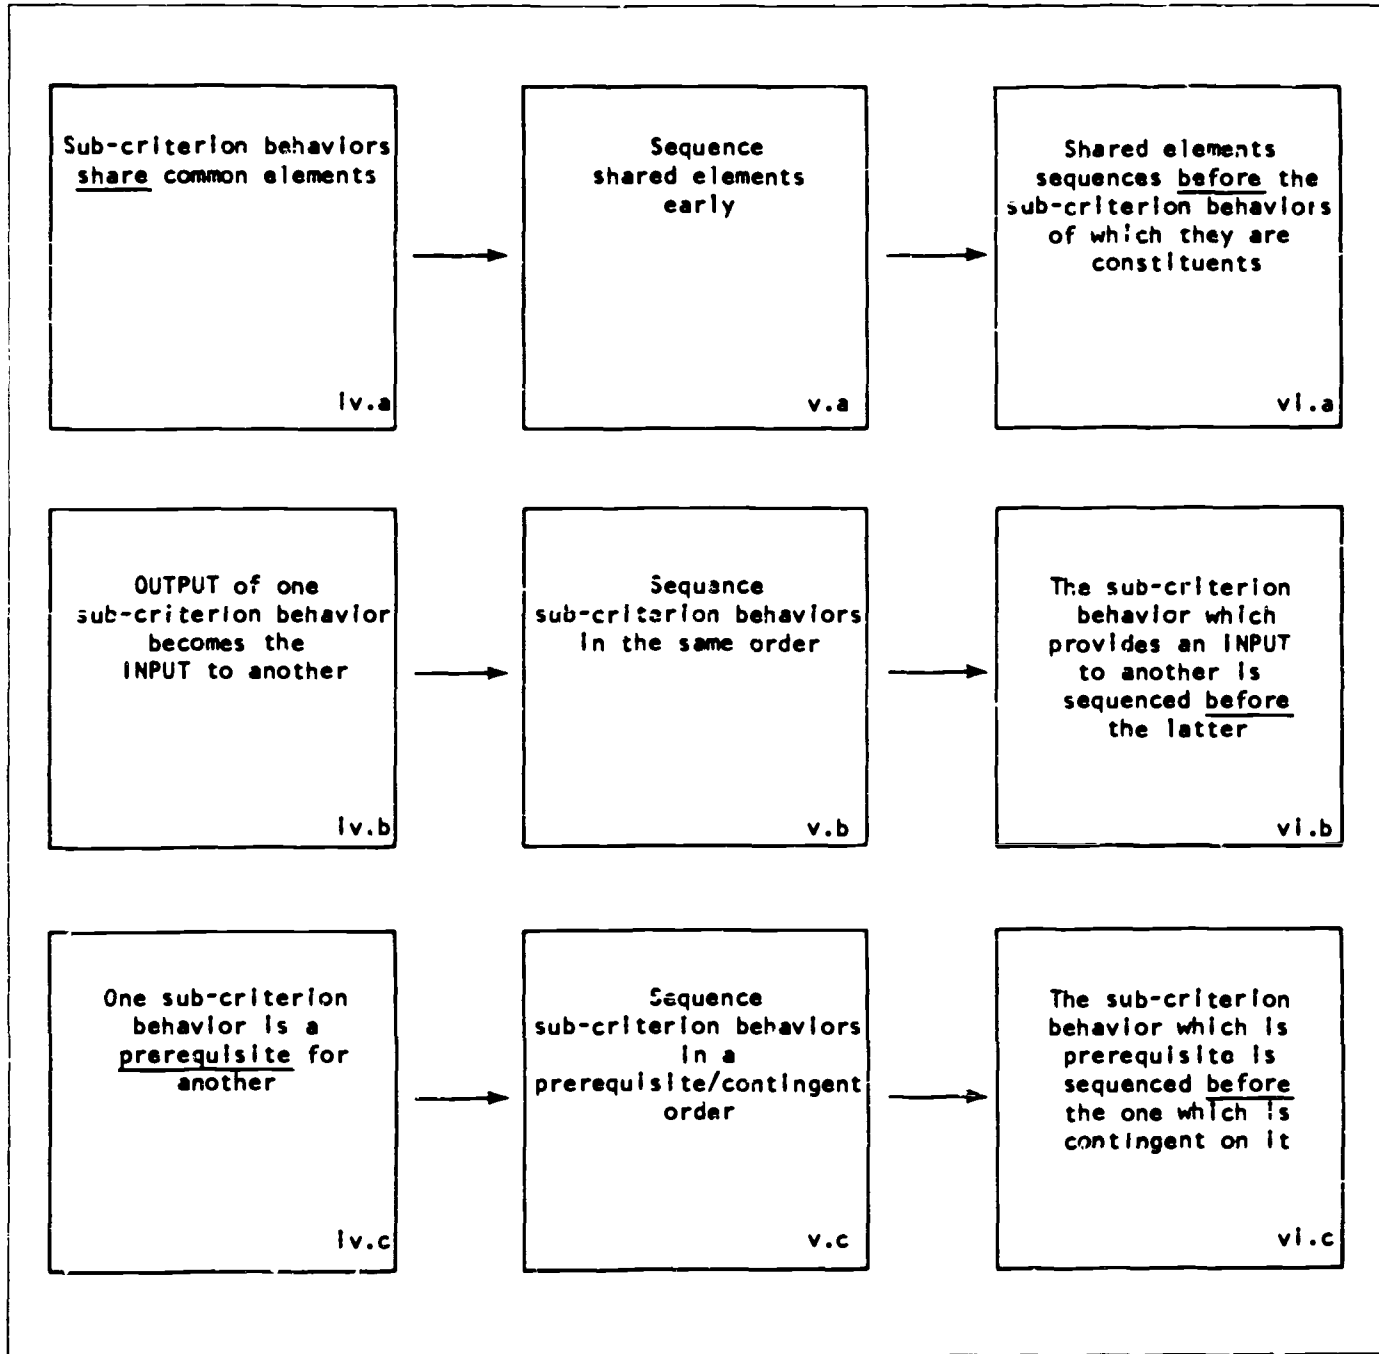 Sub-criterion behaviors
share common elements
iv.a
Sequence
shared elements
early
v.a
Shared elements
sequences before the
sub-criterion behaviors
of which they are
constituents
vi.a
OUTPUT of one
sub-criterion behavior
becomes the
INPUT to another
iv.b
Sequance
sub-criterion behaviors
in the same order
v.b
The sub-criterion
behavior which
provides an INPUT
to another is
sequenced before
the latter
vi.b
One sub-criterion
behavior is a
prerequisite for
another
iv.c
Sequence
sub-criterion behaviors
in a
prerequisite/contingent
order
v.c
The sub-criterion
behavior which is
prerequisite is
sequenced before
the one which is
contingent on it
vi.c